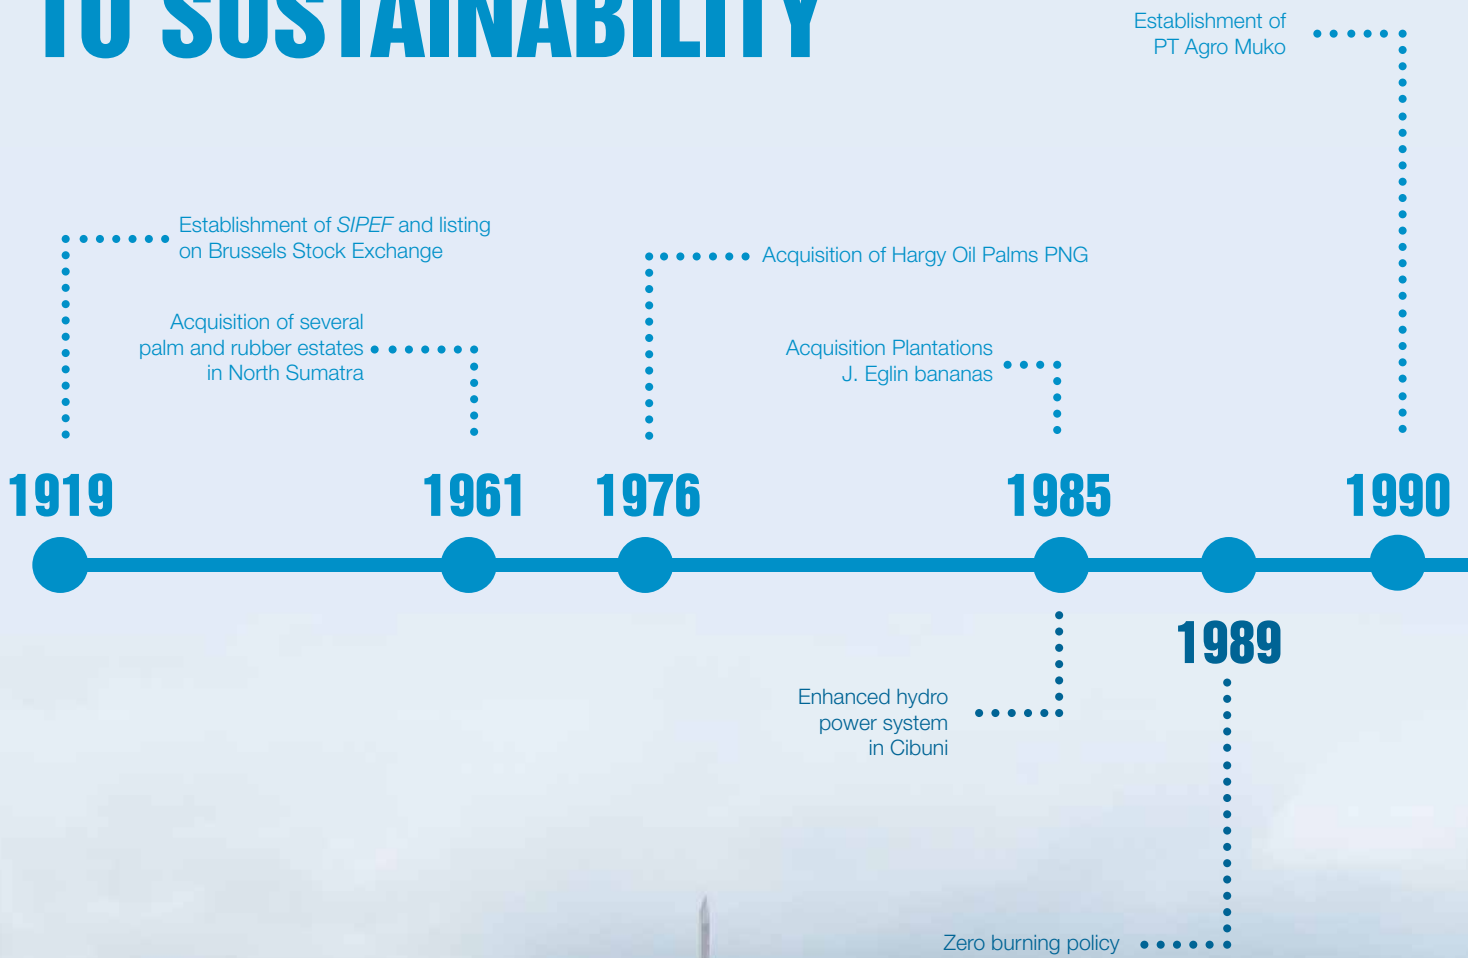 TO SUSTAINABILITY
Establishment of
PT Agro Muko
Establishment of SIPEF and listing
on Brussels Stock Exchange
Acquisition of Hargy Oil Palms PNG
Acquisition of several
palm and rubber estates
in North Sumatra
Acquisition Plantations
J. Eglin bananas
1919
1961
1976
1985
1990
1989
Enhanced hydro
power system
in Cibuni
Zero burning policy